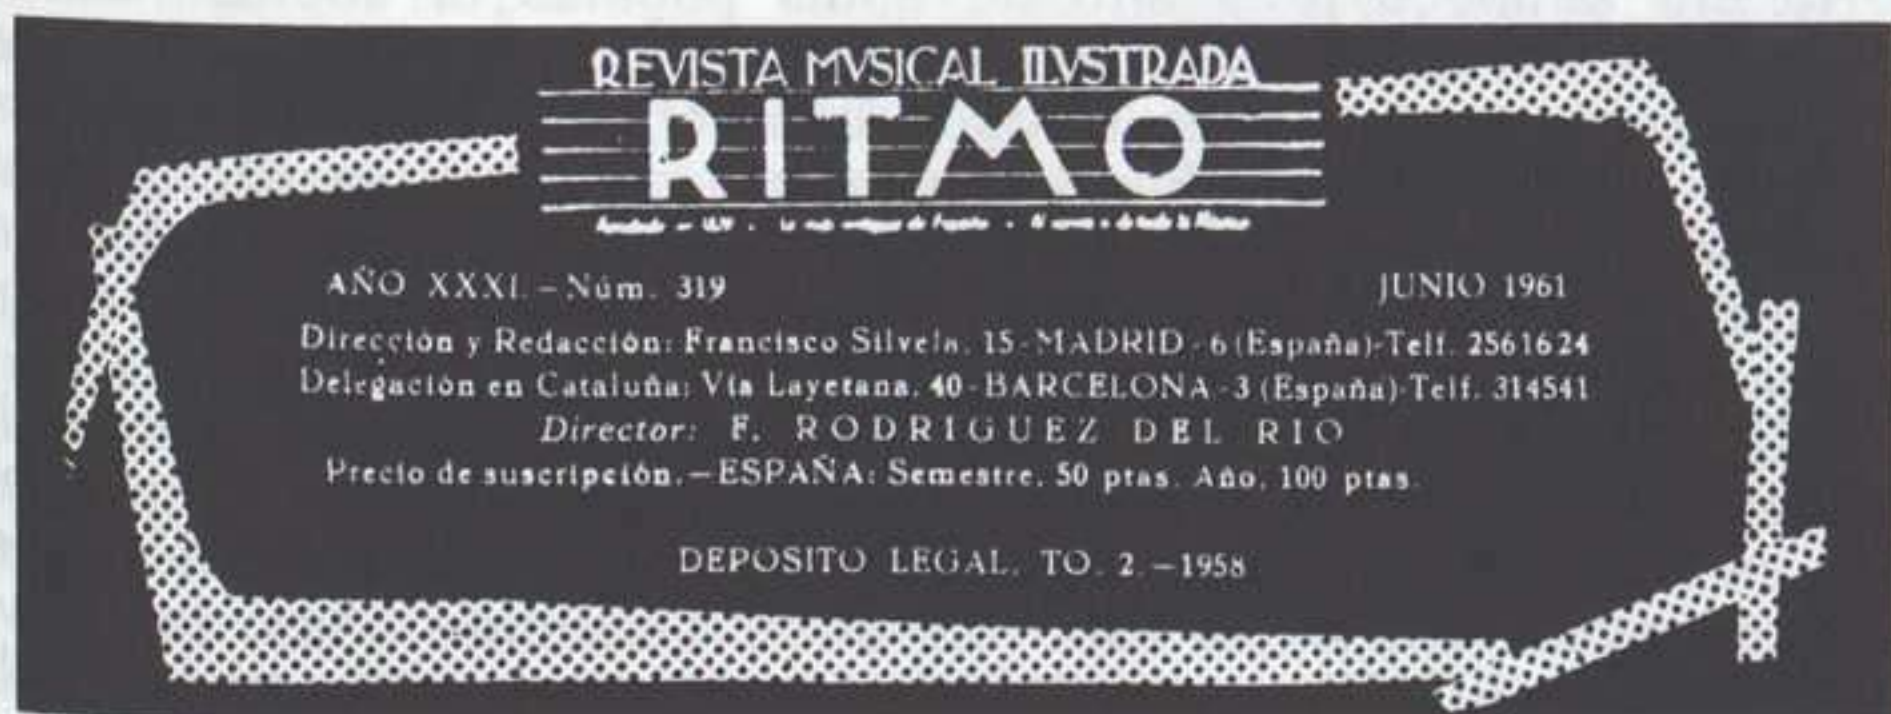 REVISTA MVSICAL ILVSTRADA
RITMO
AÑO XXXI.—Núm. 319
JUNIO 1961
Dirección y Redacción: Francisco Silvela, 15-MADRID-6 (España)-Telf. 2561624
Delegación en Cataluña: Vía Layetana, 40-BARCELONA-3 (España)-Telf. 314541
Director: F. RODRIGUEZ DEL RIO
Precio de suscripción.—ESPAÑA: Semestre, 50 ptas. Año, 100 ptas.
DEPOSITO LEGAL. TO. 2.—1958